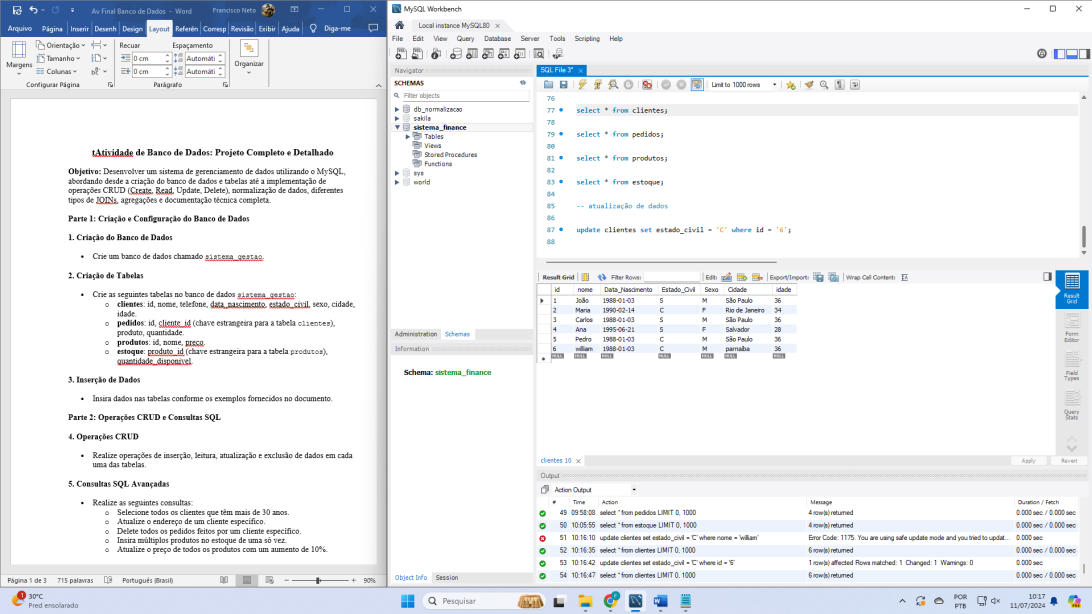 Av Final Banco de Dados - Word Francisco Neto
Arquivo Página Inserir Desenh Design Layout Referên Corresp Revisão Exibir Ajuda Diga-me
Margens
Orientação
Tamanho
Colunas
Recuar Espaçamento
0 cm Automáti
0 cm Automáti
Organizar
Configurar Página Parágrafo
tAtividade de Banco de Dados: Projeto Completo e Detalhado
Objetivo: Desenvolver um sistema de gerenciamento de dados utilizando o MySQL,
abordando desde a criação do banco de dados e tabelas até a implementação de
operações CRUD (Create, Read, Update, Delete), normalização de dados, diferentes
tipos de JOINs, agregações e documentação técnica completa.
Parte 1: Criação e Configuração do Banco de Dados
1. Criação do Banco de Dados
• Crie um banco de dados chamado sistema_gestao.
2. Criação de Tabelas
• Crie as seguintes tabelas no banco de dados sistema_gestao:
o clientes: id, nome, telefone, data_nascimento, estado_civil, sexo, cidade,
idade.
o pedidos: id, cliente_id (chave estrangeira para a tabela clientes),
produto, quantidade.
o produtos: id, nome, preço.
o estoque: produto_id (chave estrangeira para a tabela produtos),
quantidade_disponivel.
3. Inserção de Dados
• Insira dados nas tabelas conforme os exemplos fornecidos no documento.
Parte 2: Operações CRUD e Consultas SQL
4. Operações CRUD
• Realize operações de inserção, leitura, atualização e exclusão de dados em cada
uma das tabelas.
5. Consultas SQL Avançadas
• Realize as seguintes consultas:
o Selecione todos os clientes que têm mais de 30 anos.
o Atualize o endereço de um cliente específico.
o Delete todos os pedidos feitos por um cliente específico.
o Insira múltiplos produtos no estoque de uma só vez.
o Atualize o preço de todos os produtos com um aumento de 10%.
Página 1 de 3 715 palavras Português (Brasil) 90%
MySQL Workbench
Local instance MySQL80
File Edit View Query Database Server Tools Scripting Help
Navigator
SCHEMAS
Filter objects
db_normalizacao
sakila
sistema_finance
Tables
Views
Stored Procedures
Functions
sys
world
Administration Schemas
Information
Schema: sistema_finance
Object Info Session
SQL File 3*
Limit to 1000 rows
76
77 select * from clientes;
78
79 select * from pedidos;
80
81 select * from produtos;
82
83 select * from estoque;
84
85 -- atualização de dados
86
87 update clientes set estado_civil = 'C' where id = '6';
88
Result Grid Filter Rows: Edit: Export/Import: Wrap Cell Content:
id nome Data_Nascimento Estado_Civil Sexo Cidade idade
1 João 1988-01-03 S M São Paulo 36
2 Maria 1990-02-14 C F Rio de Janeiro 34
3 Carlos 1988-01-03 S M São Paulo 36
4 Ana 1995-06-21 S F Salvador 28
5 Pedro 1988-01-03 C M São Paulo 36
6 william 1988-01-03 C M parnaiba 36
NULL NULL NULL NULL NULL NULL NULL
Result Grid
Form Editor
Field Types
Query Stats
clientes 10 Apply Revert
Output
Action Output
# Time Action Message Duration / Fetch
49 09:58:08 select * from pedidos LIMIT 0, 1000 4 row(s) returned 0.000 sec / 0.000 sec
50 10:05:55 select * from estoque LIMIT 0, 1000 4 row(s) returned 0.000 sec / 0.000 sec
51 10:16:10 update clientes set estado_civil = 'C' where nome = 'william' Error Code: 1175. You are using safe update mode and you tried to updat... 0.000 sec
52 10:16:35 select * from clientes LIMIT 0, 1000 6 row(s) returned 0.000 sec / 0.000 sec
53 10:16:42 update clientes set estado_civil = 'C' where id = '6' 1 row(s) affected Rows matched: 1 Changed: 1 Warnings: 0 0.000 sec
54 10:16:47 select * from clientes LIMIT 0, 1000 6 row(s) returned 0.000 sec / 0.000 sec
1
30°C
Pred ensolarado
Pesquisar
POR
PTB
10:17
11/07/2024